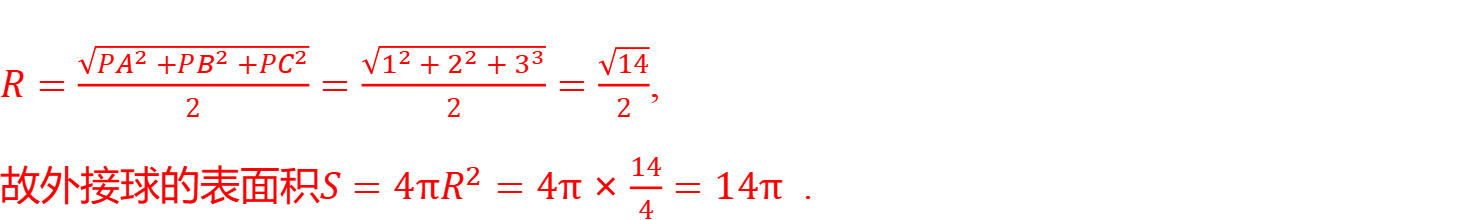 R = √(PA² +PB² +PC²)/2 = √(1² + 2² + 3³)/2 = √14/2,
故外接球的表面积S = 4πR² = 4π × 14/4 = 14π .